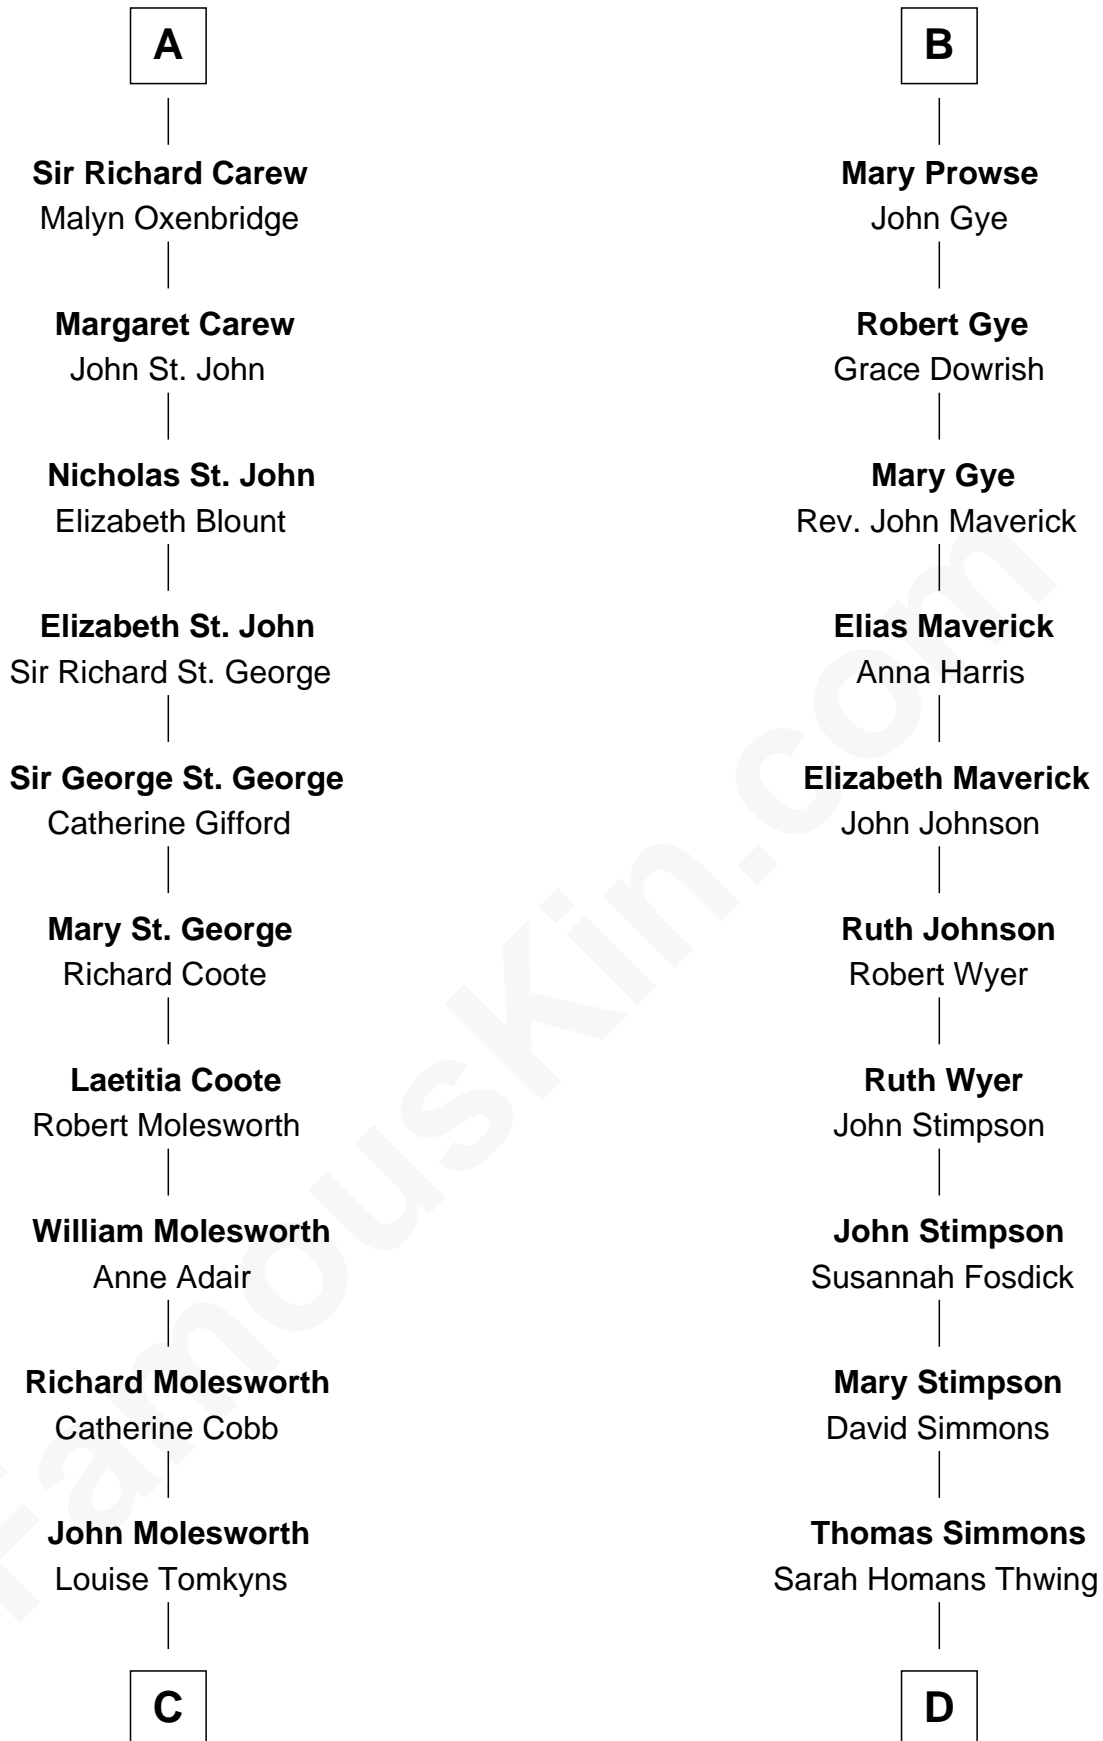 A
Sir Richard Carew
Malyn Oxenbridge
Margaret Carew
John St. John
Nicholas St. John
Elizabeth Blount
Elizabeth St. John
Sir Richard St. George
Sir George St. George
Catherine Gifford
Mary St. George
Richard Coote
Laetitia Coote
Robert Molesworth
William Molesworth
Anne Adair
Richard Molesworth
Catherine Cobb
John Molesworth
Louise Tomkyns
C
B
Mary Prowse
John Gye
Robert Gye
Grace Dowrish
Mary Gye
Rev. John Maverick
Elias Maverick
Anna Harris
Elizabeth Maverick
John Johnson
Ruth Johnson
Robert Wyer
Ruth Wyer
John Stimpson
John Stimpson
Susannah Fosdick
Mary Stimpson
David Simmons
Thomas Simmons
Sarah Homans Thwing
D
FamousKin.com